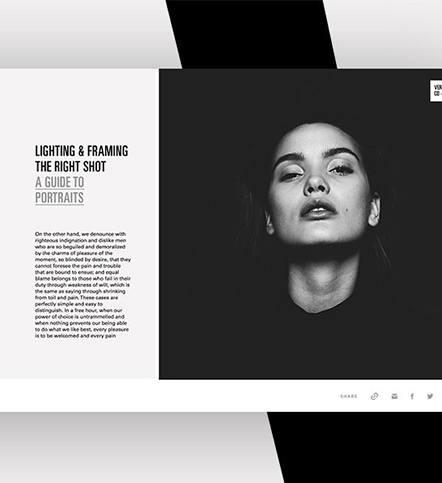 LIGHTING & FRAMING
THE RIGHT SHOT
A GUIDE TO
PORTRAITS
On the other hand, we denounce with
righteous indignation and dislike men
who are so beguiled and demoralized
by the charms of pleasure of the
moment, so blinded by desire, that they
cannot foresee the pain and trouble
that are bound to ensue; and equal
blame belongs to those who fail in their
duty through weakness of will, which is
the same as saying through shrinking
from toil and pain. These cases are
perfectly simple and easy to
distinguish. In a free hour, when our
power of choice is untrammelled and
when nothing prevents our being able
to do what we like best, every pleasure
is to be welcomed and every pain
SHARE